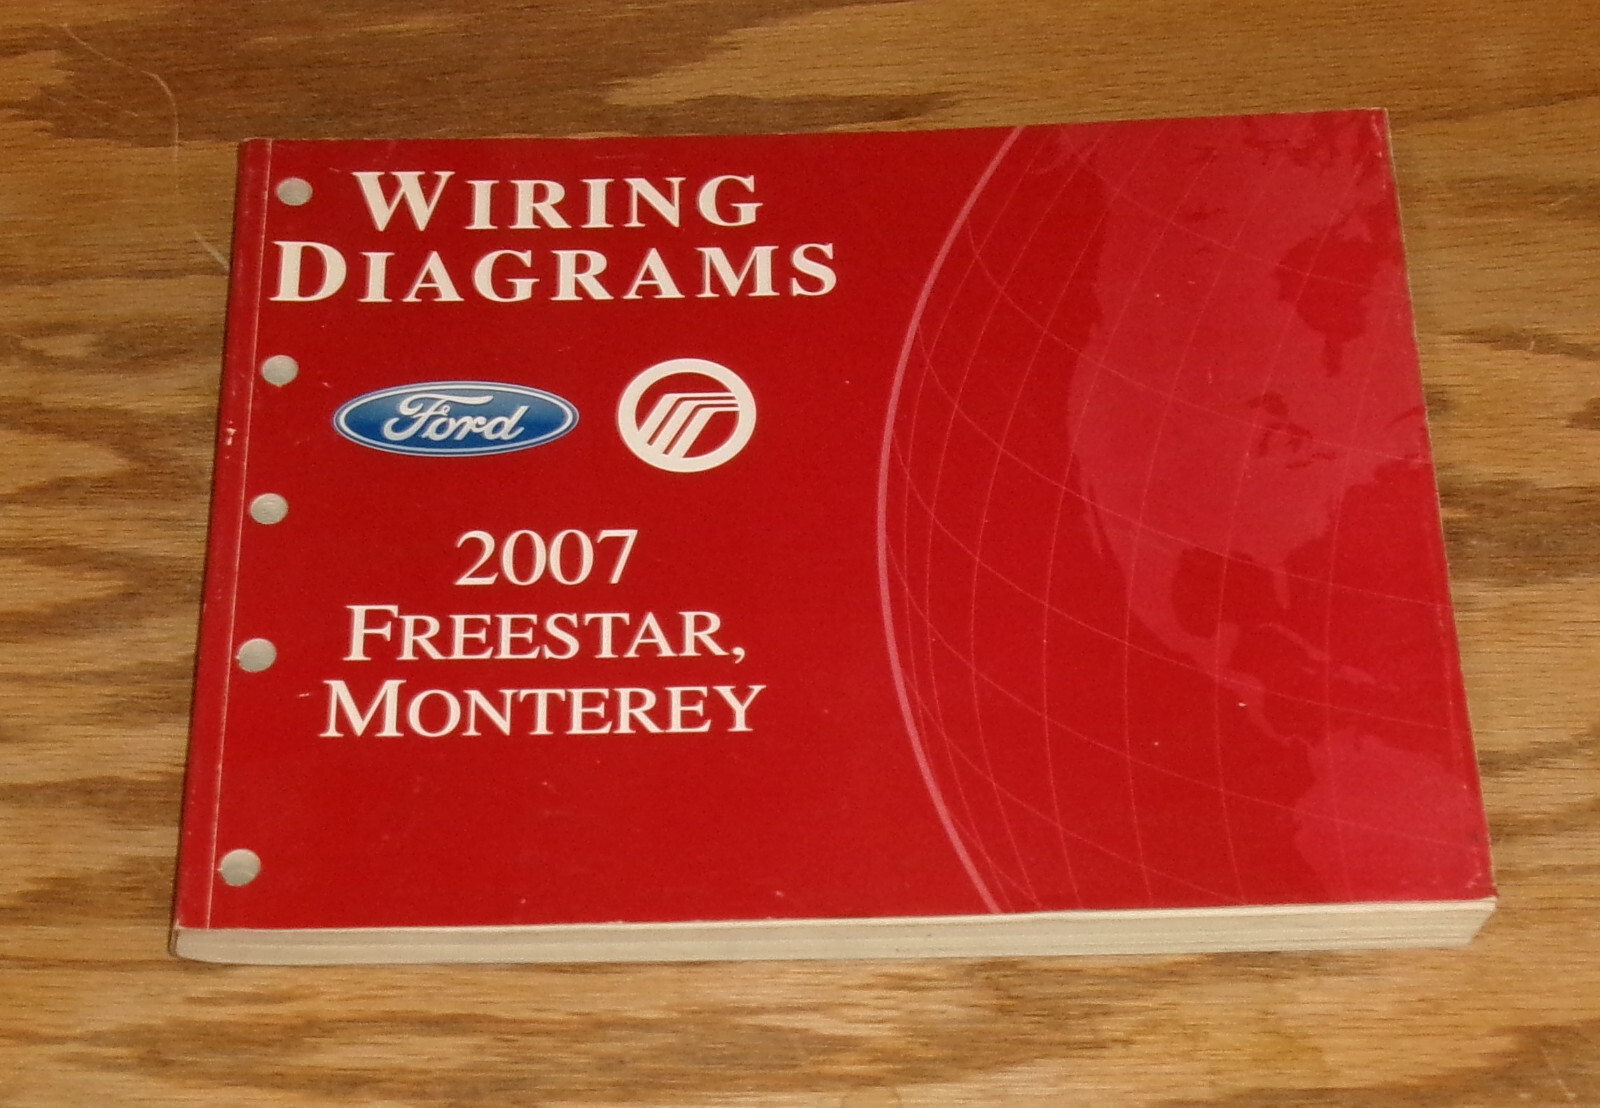 WIRING
DIAGRAMS
Ford
2007
FREESTAR,
MONTEREY